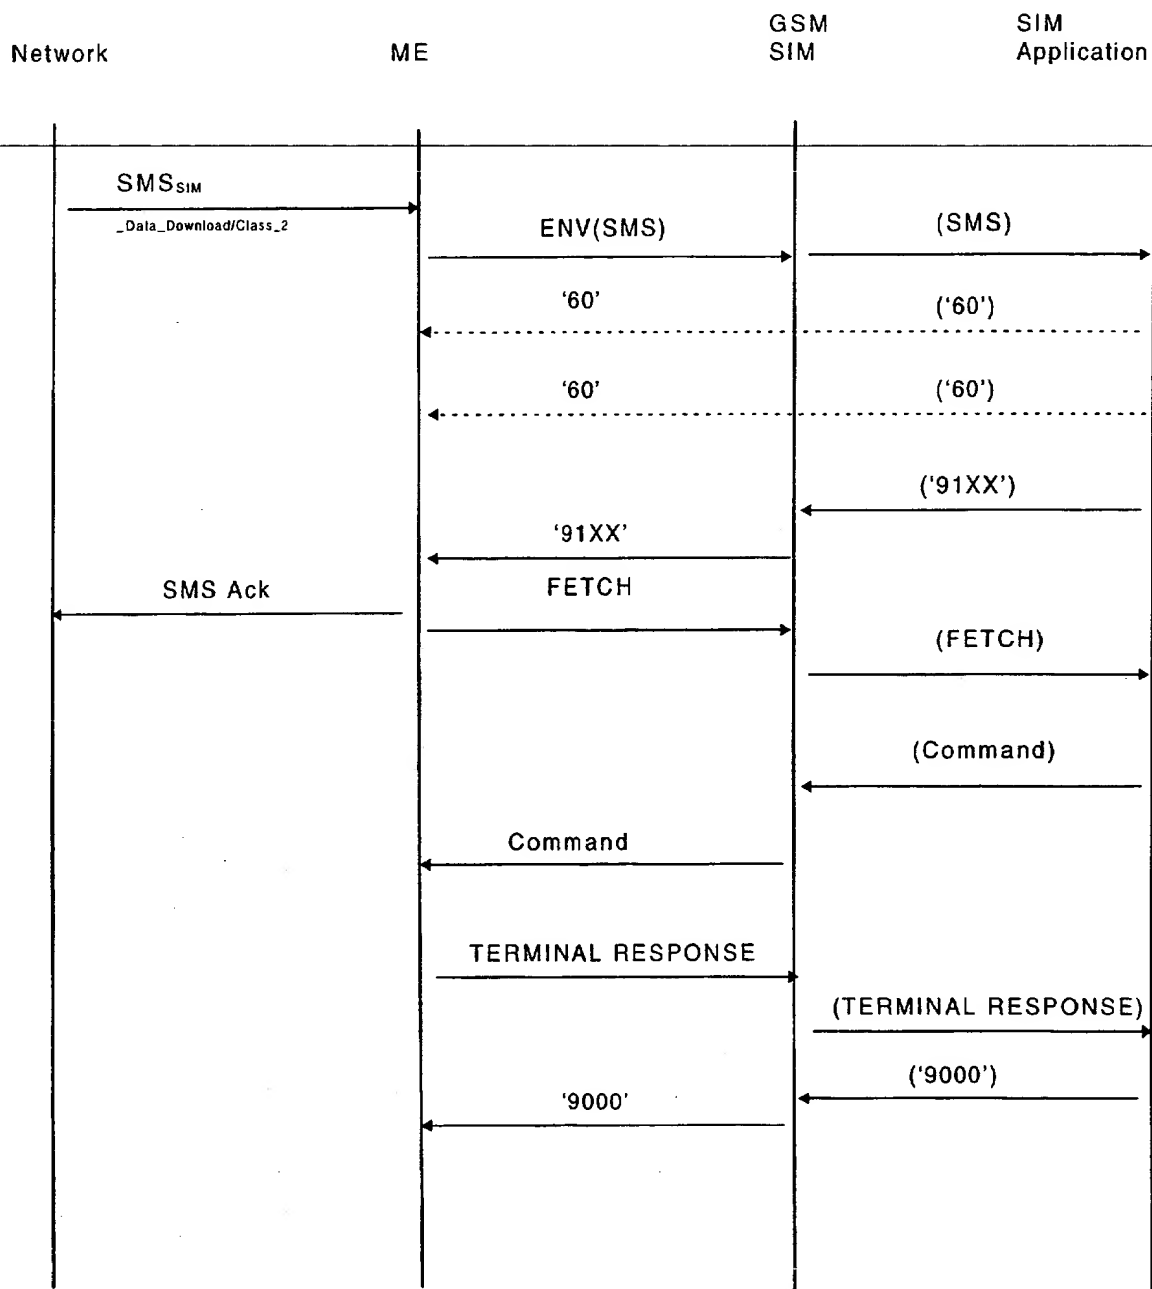 GSM
SIM
Network
ME
SIM
Application
SMSSIM
_Data_Download/Class_2
ENV(SMS)
(SMS)
‘60’
(‘60’)
‘60’
(‘60’)
(‘91XX’)
‘91XX’
SMS Ack
FETCH
(FETCH)
(Command)
Command
TERMINAL RESPONSE
(TERMINAL RESPONSE)
(‘9000’)
‘9000’